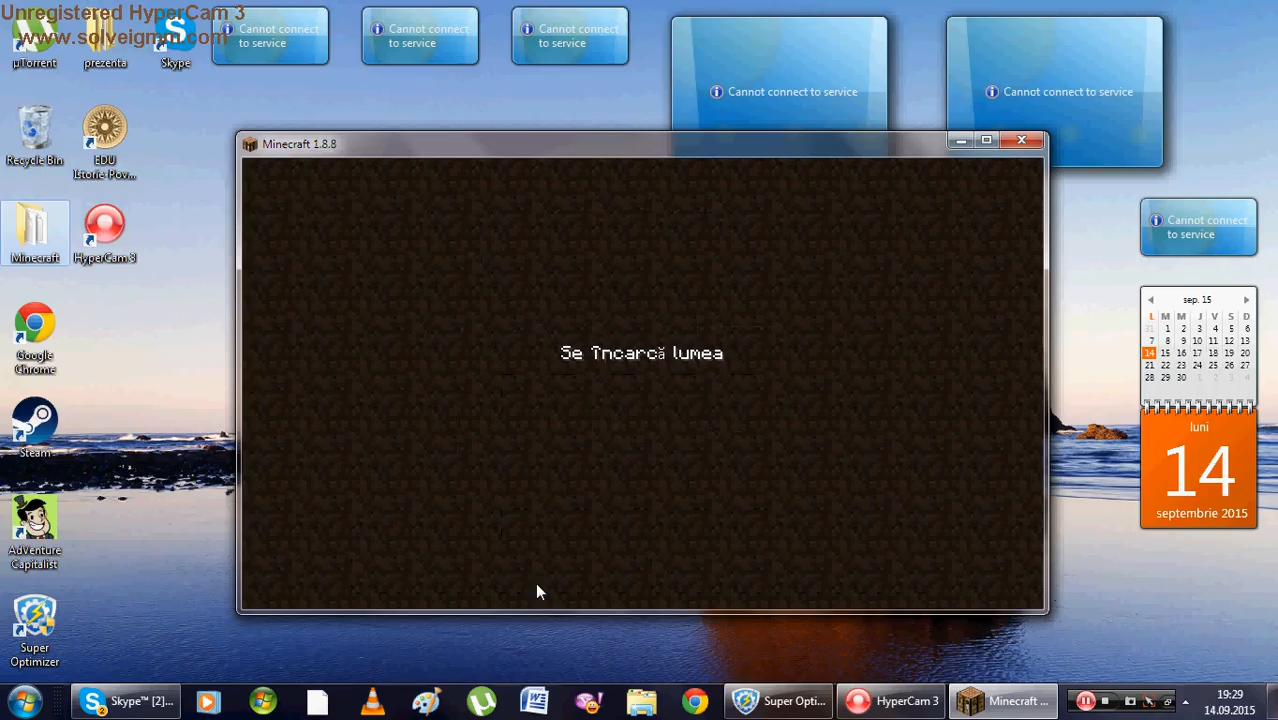 Unregistered HyperCam 3
www.solveigmm.com
µTorrent
prezenta
Skype
Cannot connect
to service
Cannot connect
to service
Cannot connect
to service
Cannot connect to service
Cannot connect to service
Recycle Bin
EDU
Istorie-Pov...
Minecraft 1.8.8
Minecraft
HyperCam 3
Cannot connect
to service
sep. 15
L M M J V S D
31 1 2 3 4 5 6
7 8 9 10 11 12 13
14 15 16 17 18 19 20
21 22 23 24 25 26 27
28 29 30 1 2 3 4
Se încarcă lumea
Google
Chrome
luni
14
septembrie 2015
Steam
AdVenture
Capitalist
Super
Optimizer
Skype™ [2]...
2
Super Opti...
HyperCam 3
Minecraft ...
19:29
14.09.2015